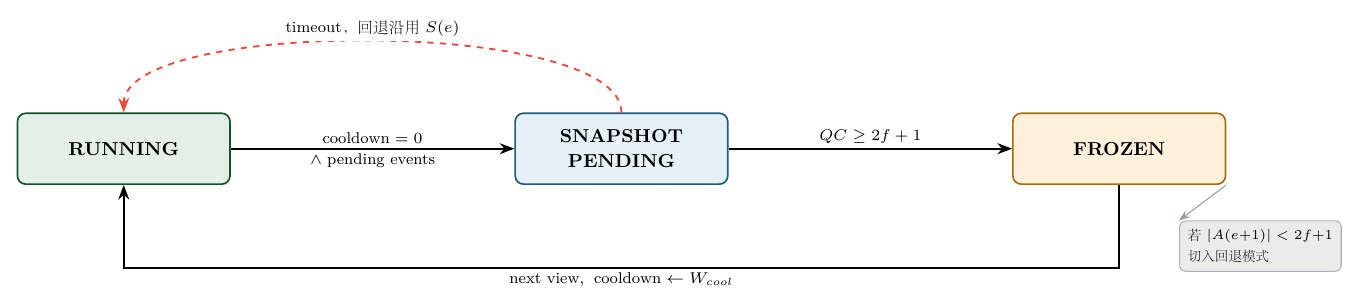 timeout, 回退沿用 S(e)
RUNNING
cooldown = 0
∧ pending events
SNAPSHOT
PENDING
QC ≥ 2f + 1
FROZEN
若 |A(e+1)| < 2f+1
切入回退模式
next view, cooldown ← W_cool